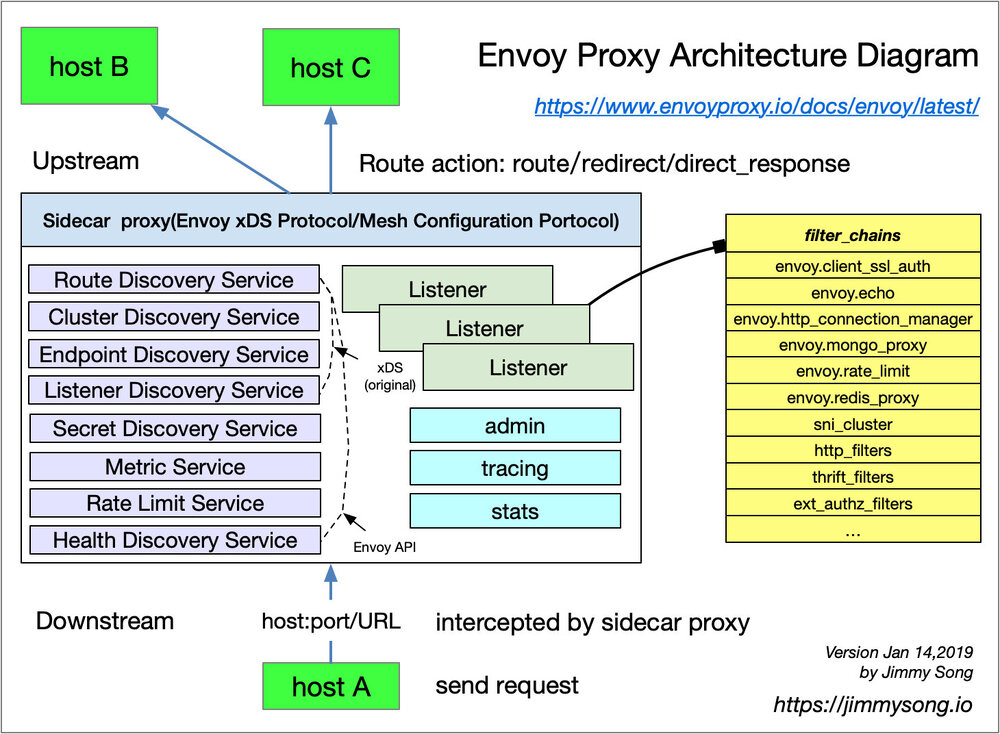 host B
host C
Envoy Proxy Architecture Diagram
https://www.envoyproxy.io/docs/envoy/latest/
Upstream
Route action: route/redirect/direct_response
Sidecar proxy(Envoy xDS Protocol/Mesh Configuration Portocol)
Route Discovery Service
Cluster Discovery Service
Endpoint Discovery Service
Listener Discovery Service
Secret Discovery Service
Metric Service
Rate Limit Service
Health Discovery Service
xDS
(original)
Envoy API
Listener
Listener
Listener
admin
tracing
stats
filter_chains
envoy.client_ssl_auth
envoy.echo
envoy.http_connection_manager
envoy.mongo_proxy
envoy.rate_limit
envoy.redis_proxy
sni_cluster
http_filters
thrift_filters
ext_authz_filters
...
Downstream
host:port/URL
intercepted by sidecar proxy
host A
send request
Version Jan 14,2019
by Jimmy Song
https://jimmysong.io